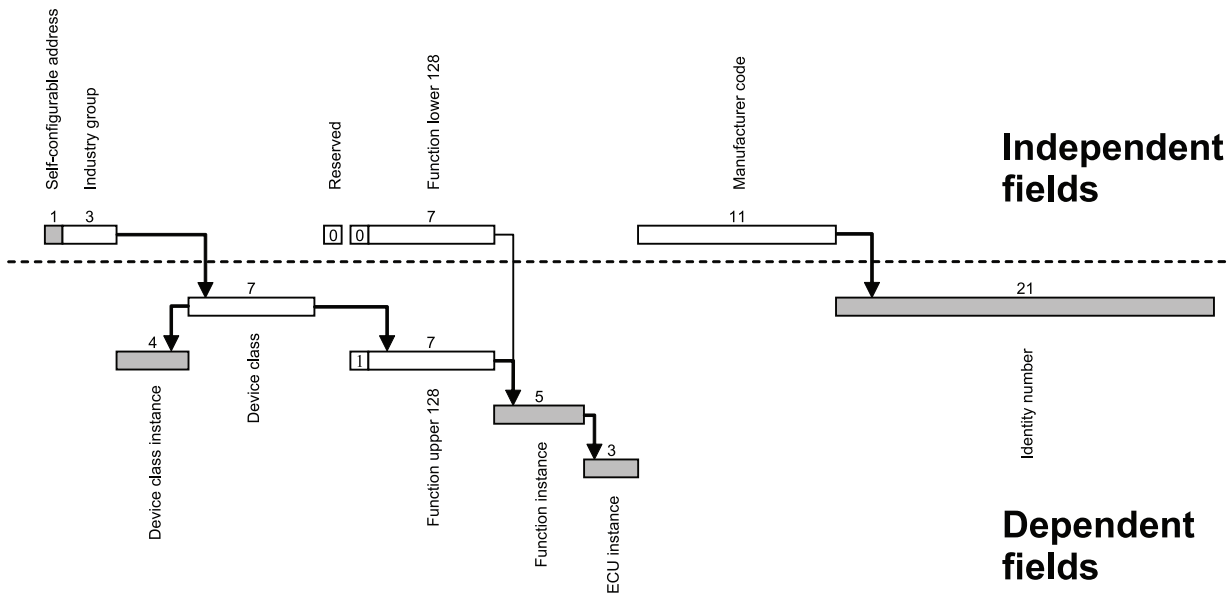 Self-configurable address
Industry group
Reserved
Function lower 128
Manufacturer code
Independent
fields
1
3
0
0
7
11
7
21
4
7
1
5
3
Device class instance
Device class
Function upper 128
Function instance
ECU instance
Identity number
Dependent
fields